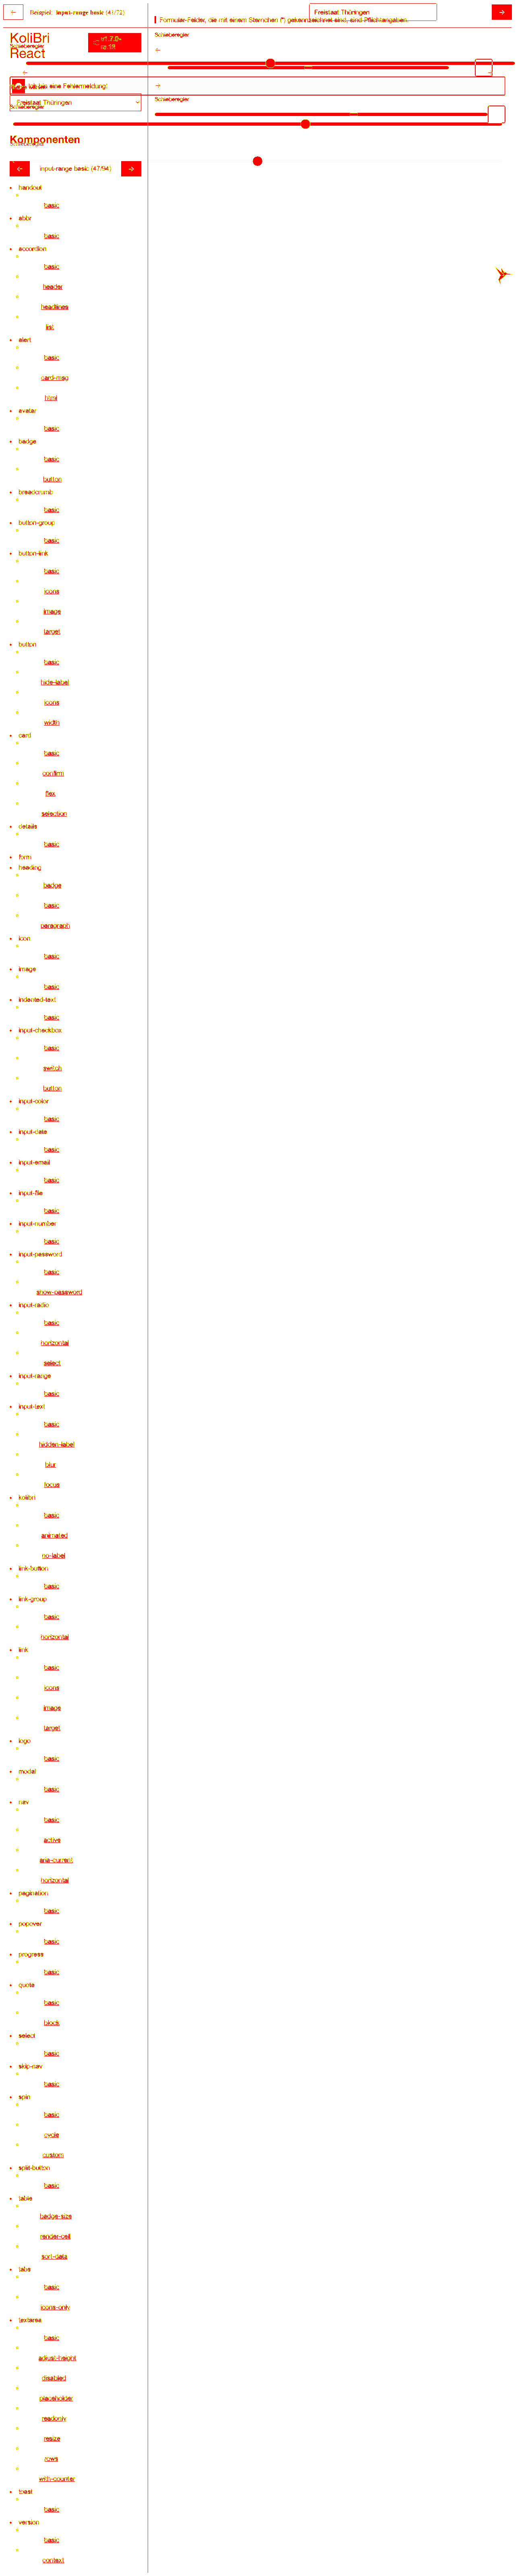 Beispiel: input-range basic (41/72)
Formular-Felder, die mit einem Sternchen (*) gekennzeichnet sind, sind Pflichtangaben.
Freistaat Thüringen
KoliBri
React
v1.7.0-
rc.13
Schieberegler
Ich bin eine Fehlermeldung!
Freistaat Thüringen
Schieberegler
Schieberegler
Komponenten
input-range basic (47/94)
handout
basic
abbr
basic
accordion
basic
header
headlines
list
alert
basic
card-msg
html
avatar
basic
badge
basic
button
breadcrumb
basic
button-group
basic
button-link
basic
icons
image
target
button
basic
hide-label
icons
width
card
basic
confirm
flex
selection
details
basic
form
heading
badge
basic
paragraph
icon
basic
image
basic
indented-text
basic
input-checkbox
basic
switch
button
input-color
basic
input-date
basic
input-email
basic
input-file
basic
input-number
basic
input-password
basic
show-password
input-radio
basic
horizontal
select
input-range
basic
input-text
basic
hidden-label
blur
focus
kolibri
basic
animated
no-label
link-button
basic
link-group
basic
horizontal
link
basic
icons
image
target
logo
basic
modal
basic
nav
basic
active
aria-current
horizontal
pagination
basic
popover
basic
progress
basic
quote
basic
block
select
basic
skip-nav
basic
spin
basic
cycle
custom
split-button
basic
table
badge-size
render-cell
sort-data
tabs
basic
icons-only
textarea
basic
adjust-height
disabled
placeholder
readonly
resize
rows
with-counter
toast
basic
version
basic
context